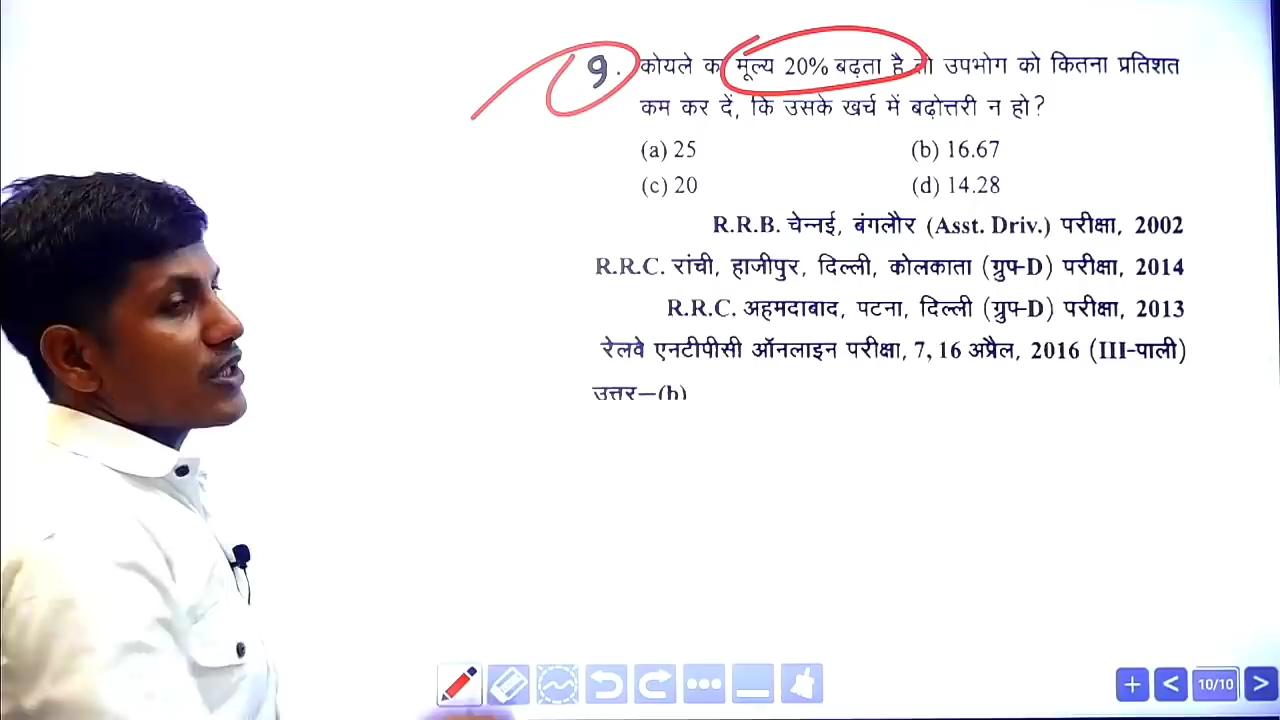 9. कोयले का मूल्य 20% बढ़ता है तो उपभोग को कितना प्रतिशत
कम कर दें, कि उसके खर्च में बढ़ोत्तरी न हो?
(a) 25 (b) 16.67
(c) 20 (d) 14.28
R.R.B. चेन्नई, बंगलौर (Asst. Driv.) परीक्षा, 2002
R.R.C. रांची, हाजीपुर, दिल्ली, कोलकाता (ग्रुप-D) परीक्षा, 2014
R.R.C. अहमदाबाद, पटना, दिल्ली (ग्रुप-D) परीक्षा, 2013
रेलवे एनटीपीसी ऑनलाइन परीक्षा, 7, 16 अप्रैल, 2016 (III-पाली)
उत्तर—(b)
10/10